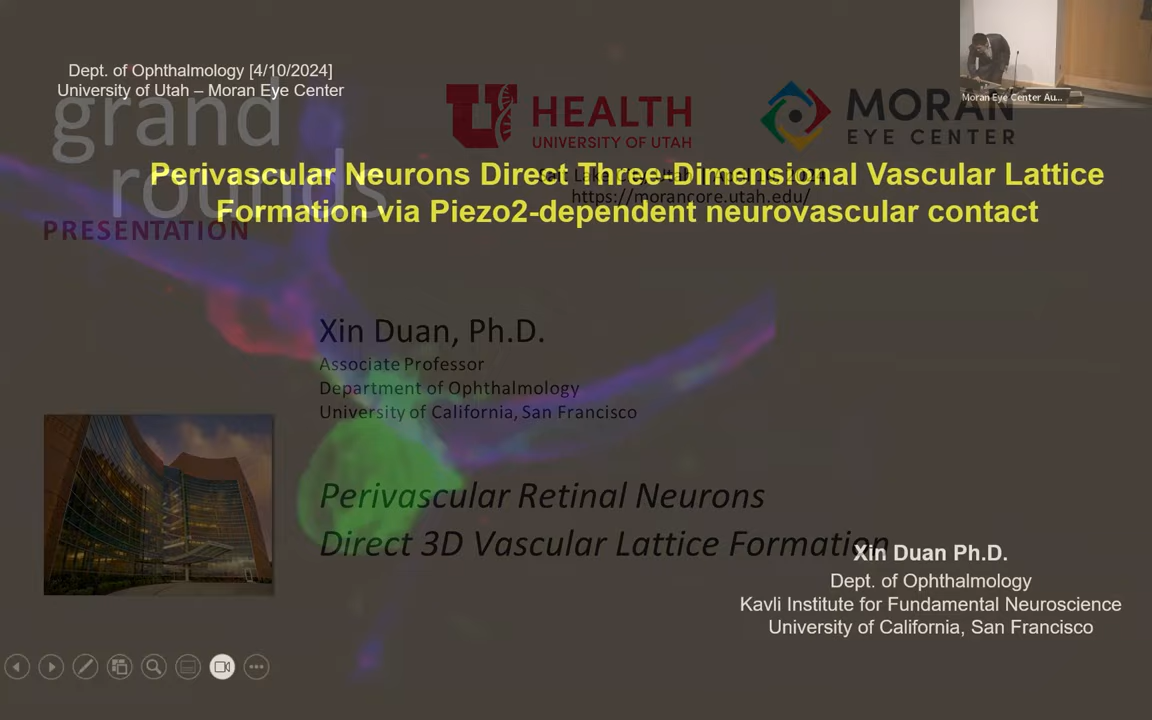 Dept. of Ophthalmology [4/10/2024]
University of Utah – Moran Eye Center
grand
rounds
PRESENTATION
U HEALTH
UNIVERSITY OF UTAH
MORAN
EYE CENTER
Moran Eye Center Au...
https://morancore.utah.edu/
Perivascular Neurons Direct Three-Dimensional Vascular Lattice
Formation via Piezo2-dependent neurovascular contact
Xin Duan, Ph.D.
Associate Professor
Department of Ophthalmology
University of California, San Francisco
Perivascular Retinal Neurons
Direct 3D Vascular Lattice Formation
Xin Duan Ph.D.
Dept. of Ophthalmology
Kavli Institute for Fundamental Neuroscience
University of California, San Francisco